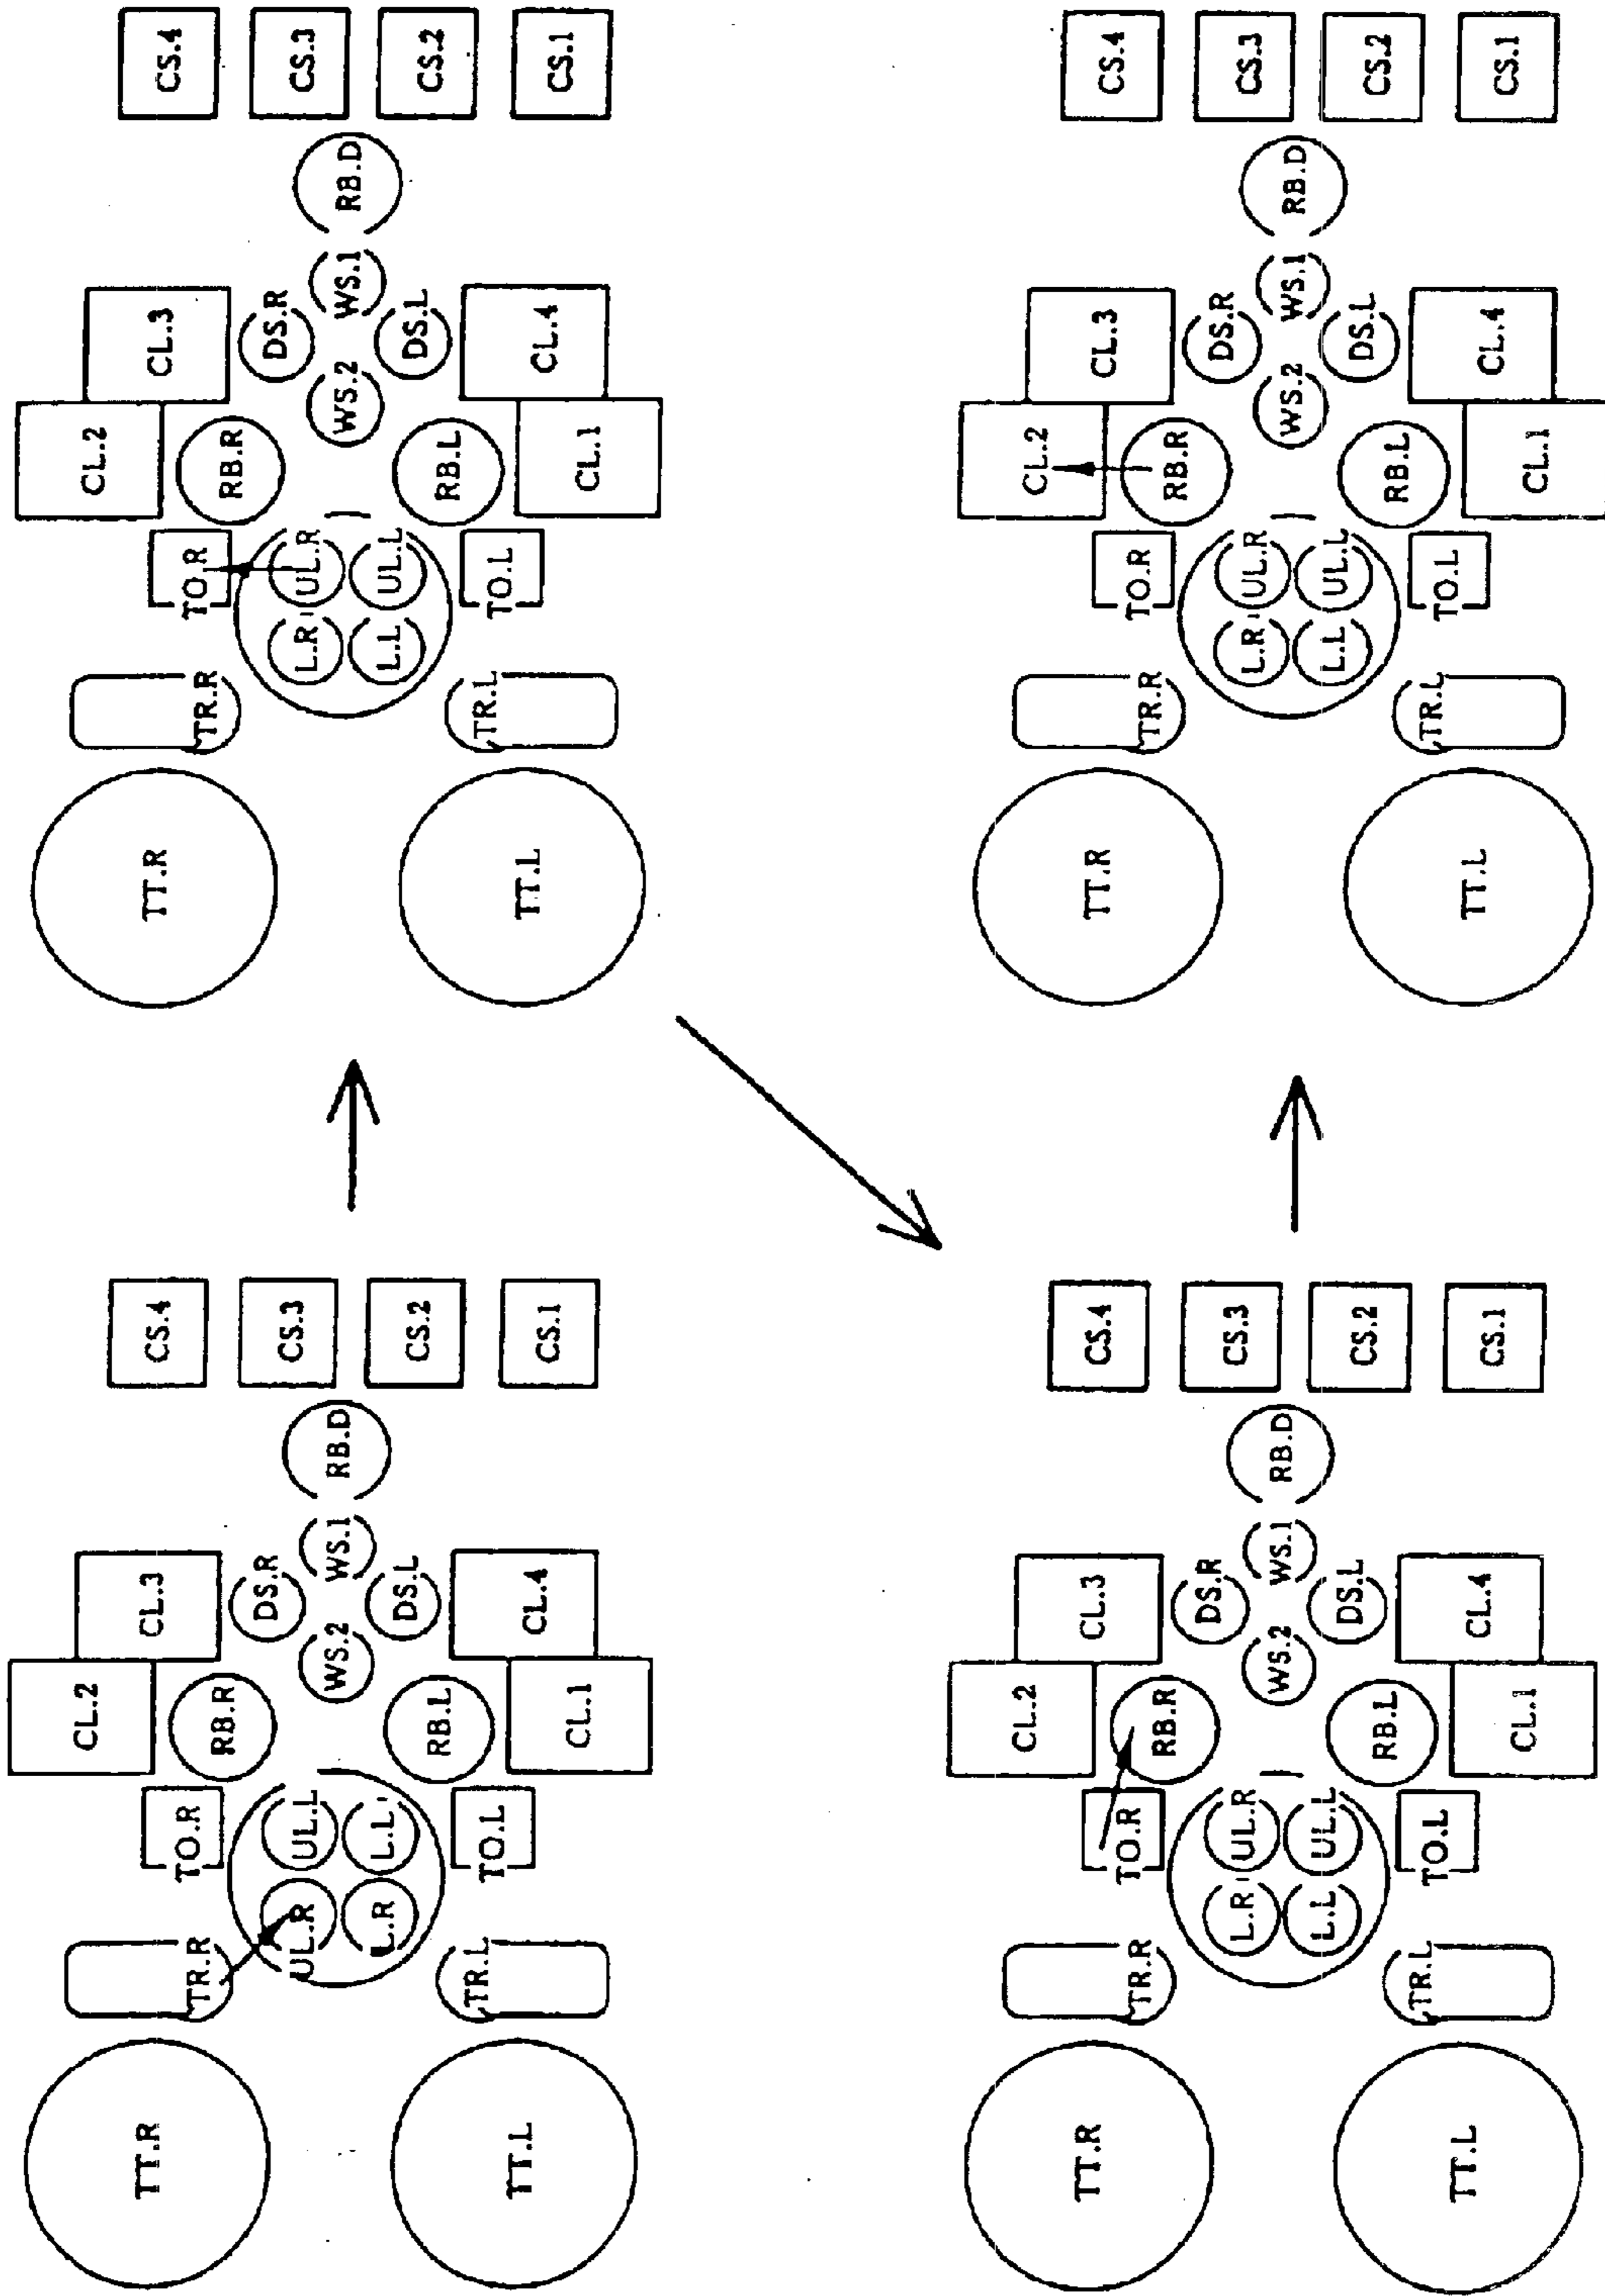 CL.2
TT.R
CL.3
CS.4
TR.R
TO.R
RB.R
DS.R
CS.3
UL.R
UL.L
WS.2
WS.1
RB.D
L.R
L.L
DS.L
CS.2
RB.L
TR.L
TO.L
TT.L
CL.1
CL.4
CS.1
CL.2
TT.R
CL.3
CS.4
TR.R
TO.R
RB.R
DS.R
CS.3
L.R
UL.R
WS.2
WS.1
RB.D
L.L
UL.L
DS.L
CS.2
RB.L
TR.L
TO.L
TT.L
CL.1
CL.4
CS.1
CL.2
TT.R
CL.3
CS.4
TR.R
TO.R
RB.R
DS.R
CS.3
L.R
UL.R
WS.2
WS.1
RB.D
L.L
UL.L
DS.L
CS.2
RB.L
TR.L
TO.L
TT.L
CL.1
CL.4
CS.1
CL.2
TT.R
CL.3
CS.4
TR.R
TO.R
RB.R
DS.R
CS.3
L.R
UL.R
WS.2
WS.1
RB.D
L.L
UL.L
DS.L
CS.2
RB.L
TR.L
TO.L
TT.L
CL.1
CL.4
CS.1